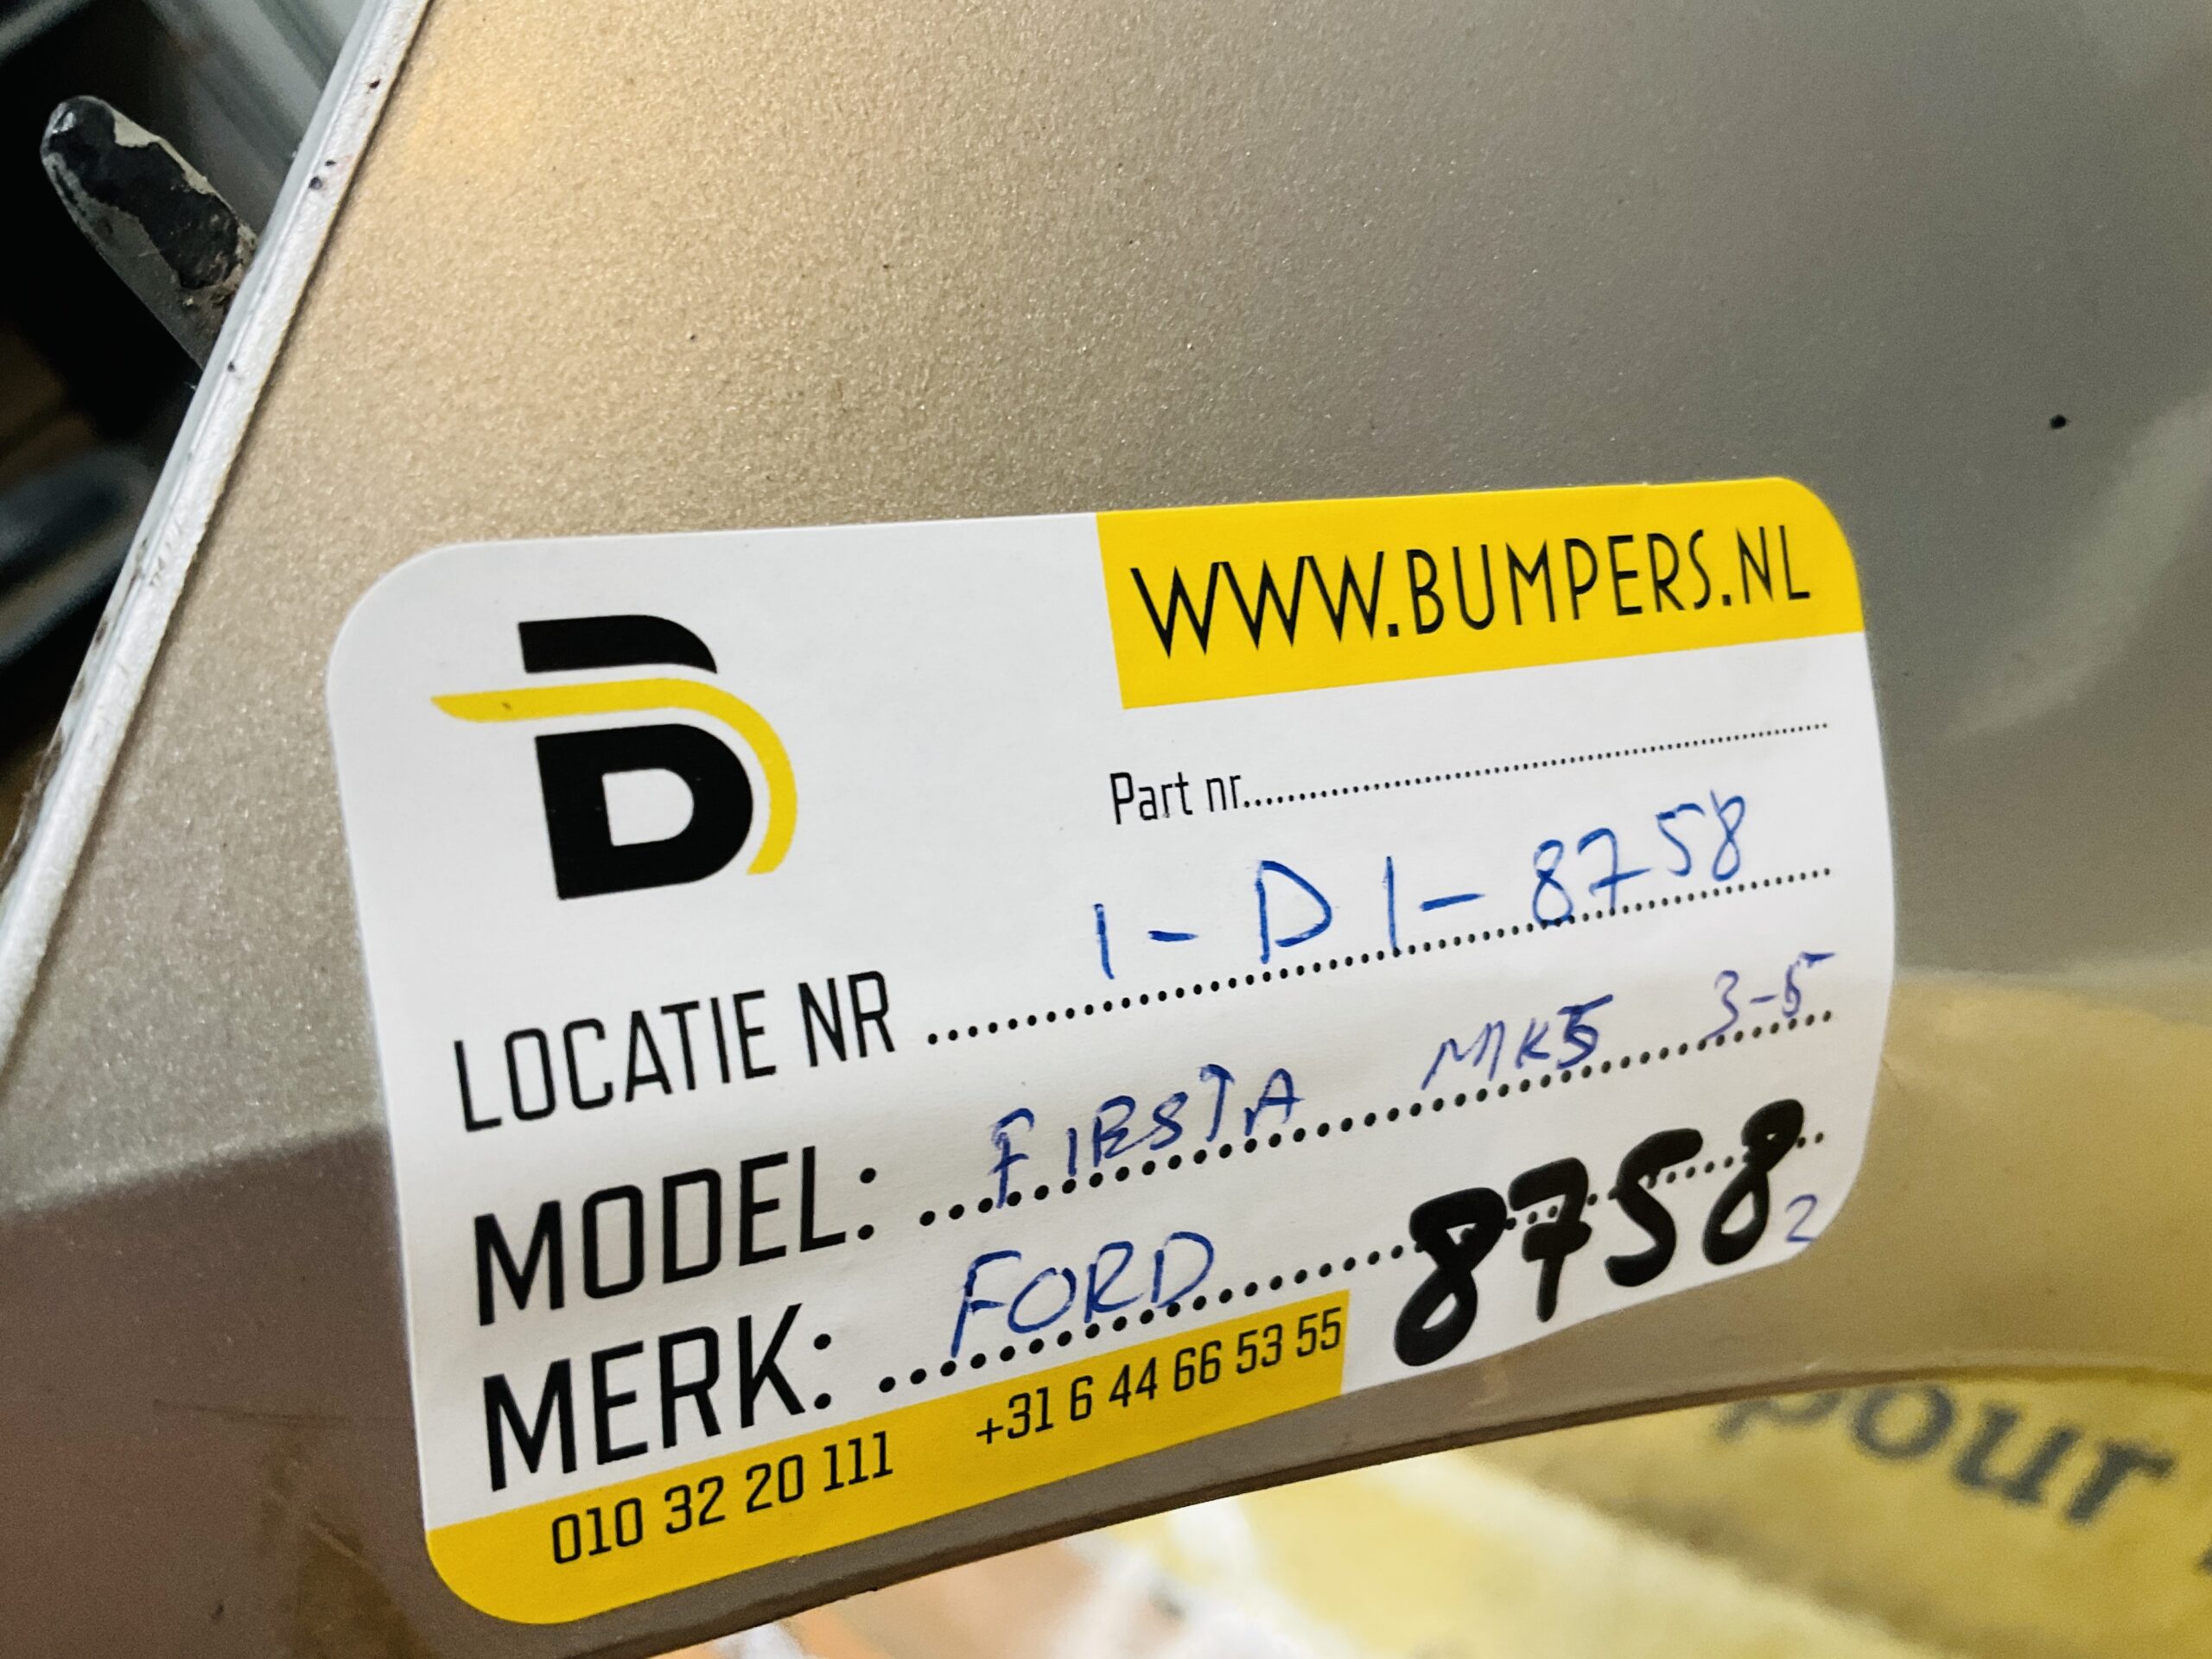 B
WWW.BUMPERS.NL
Part nr..............................
LOCATIE NR 1-D1-8758
MODEL: FIESTA MK5 3-5
MERK: FORD 8758 2
010 32 20 111 +31 6 44 66 53 55
pour